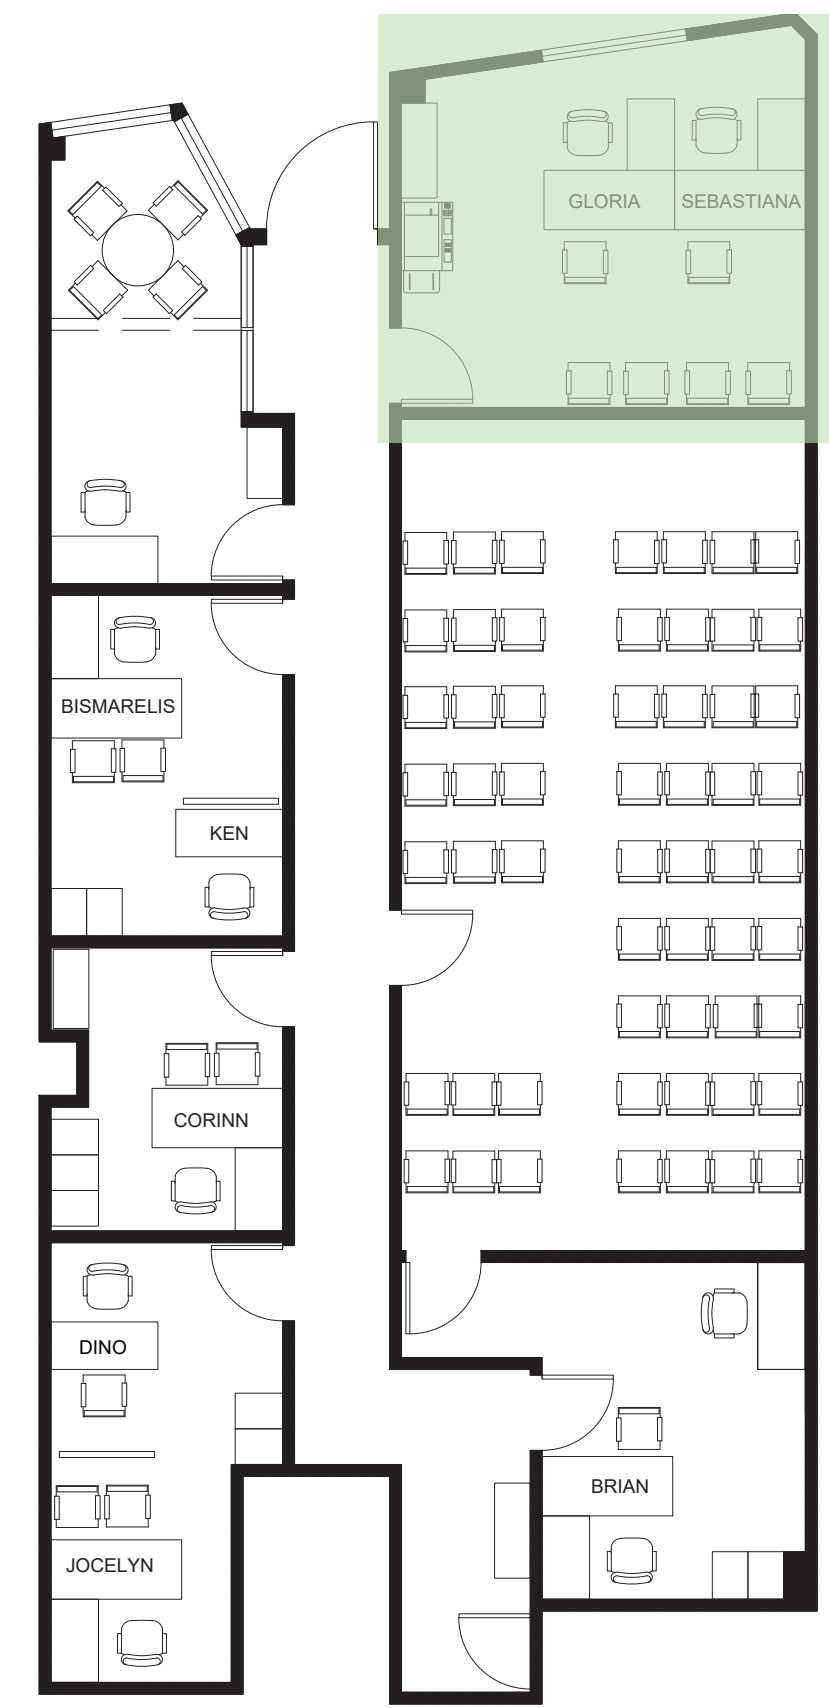 GLORIA
SEBASTIANA
BISMARELIS
KEN
CORINN
DINO
BRIAN
JOCELYN